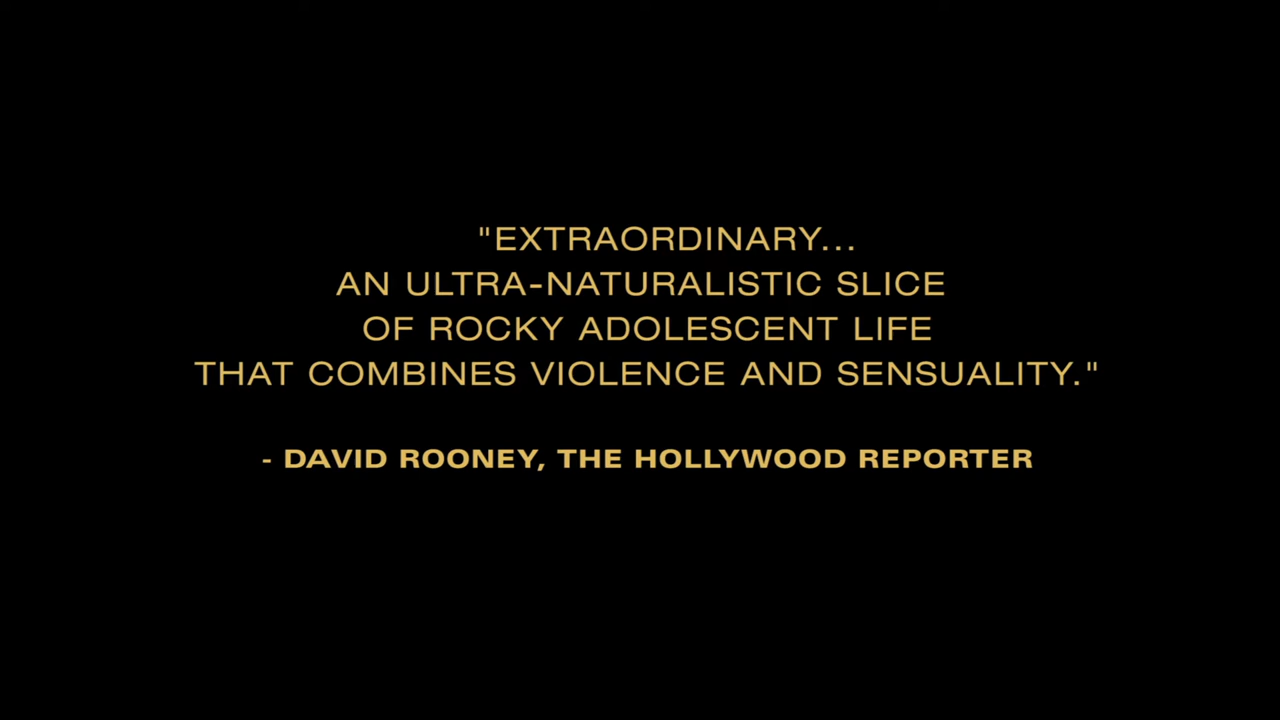 "EXTRAORDINARY...
AN ULTRA-NATURALISTIC SLICE
OF ROCKY ADOLESCENT LIFE
THAT COMBINES VIOLENCE AND SENSUALITY."
- DAVID ROONEY, THE HOLLYWOOD REPORTER